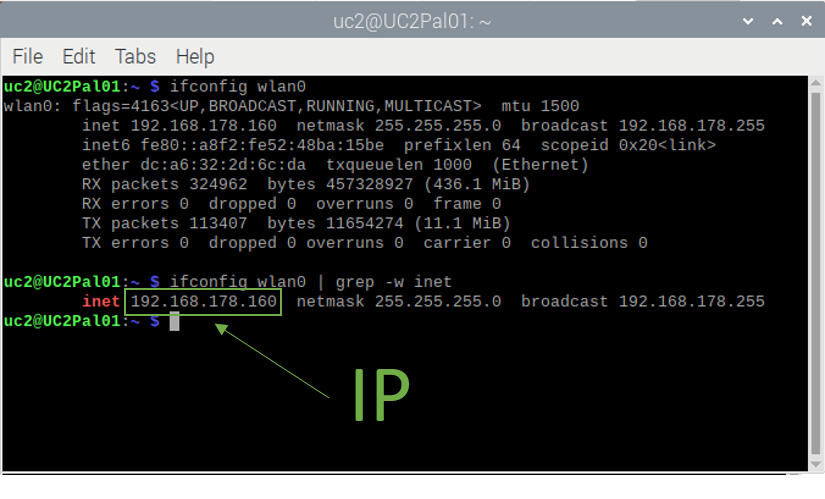 uc2@UC2Pal01: ~
File Edit Tabs Help
uc2@UC2Pal01:~ $ ifconfig wlan0
wlan0: flags=4163<UP,BROADCAST,RUNNING,MULTICAST>  mtu 1500
        inet 192.168.178.160  netmask 255.255.255.0  broadcast 192.168.178.255
        inet6 fe80::a8f2:fe52:48ba:15be  prefixlen 64  scopeid 0x20<link>
        ether dc:a6:32:2d:6c:da  txqueuelen 1000  (Ethernet)
        RX packets 324962  bytes 457328927 (436.1 MiB)
        RX errors 0  dropped 0  overruns 0  frame 0
        TX packets 113407  bytes 11654274 (11.1 MiB)
        TX errors 0  dropped 0 overruns 0  carrier 0  collisions 0
uc2@UC2Pal01:~ $ ifconfig wlan0 | grep -w inet
        inet 192.168.178.160  netmask 255.255.255.0  broadcast 192.168.178.255
uc2@UC2Pal01:~ $
IP